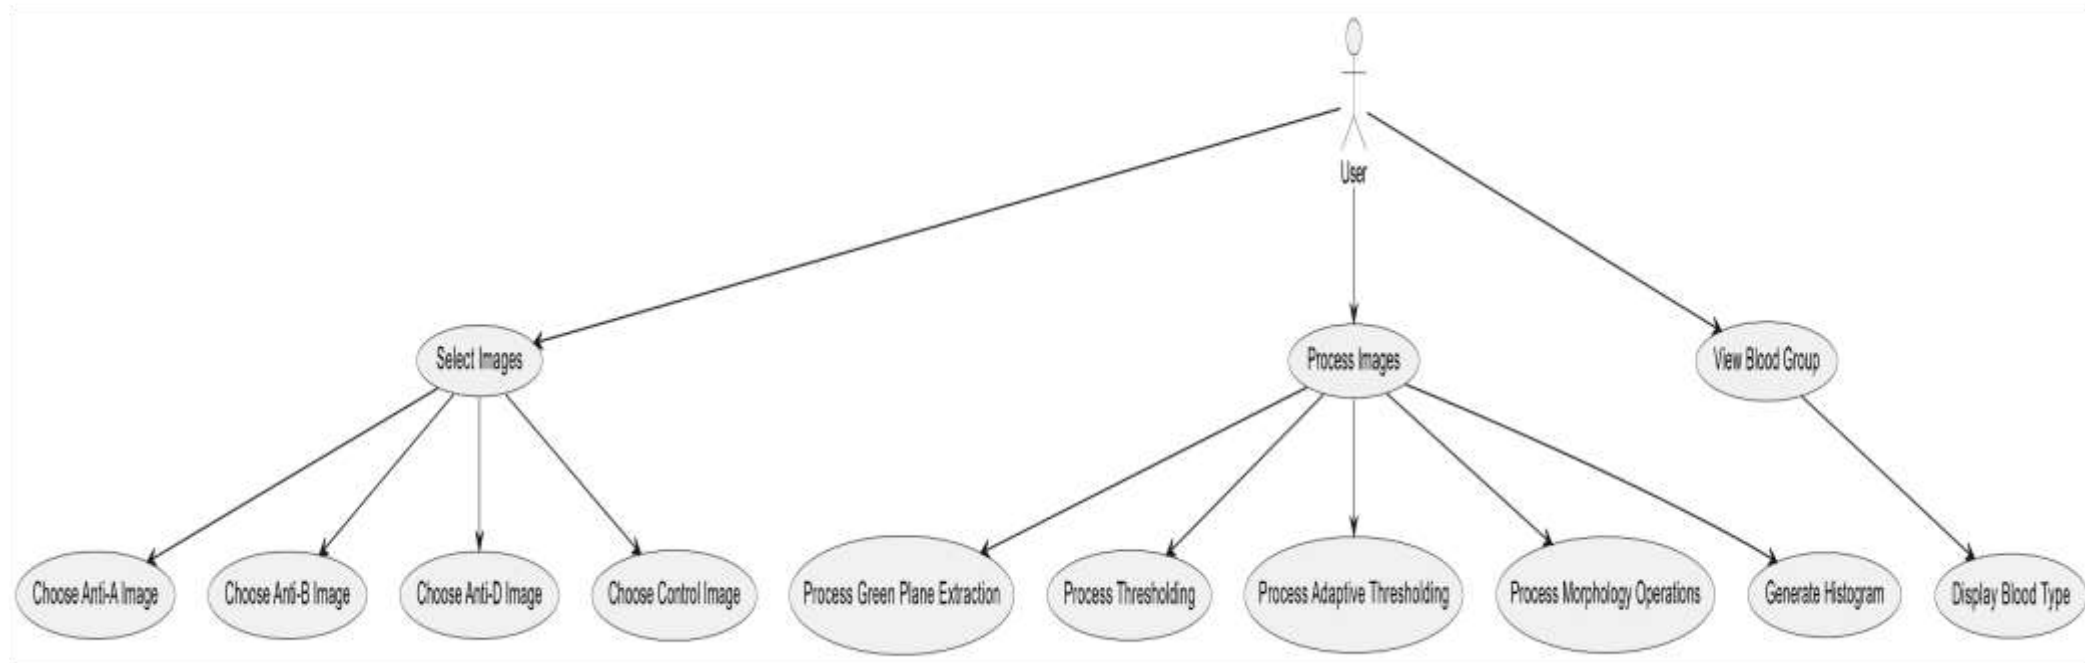 User
Select Images
Process Images
View Blood Group
Choose Anti-A Image
Choose Anti-B Image
Choose Anti-D Image
Choose Control Image
Process Green Plane Extraction
Process Thresholding
Process Adaptive Thresholding
Process Morphology Operations
Generate Histogram
Display Blood Type